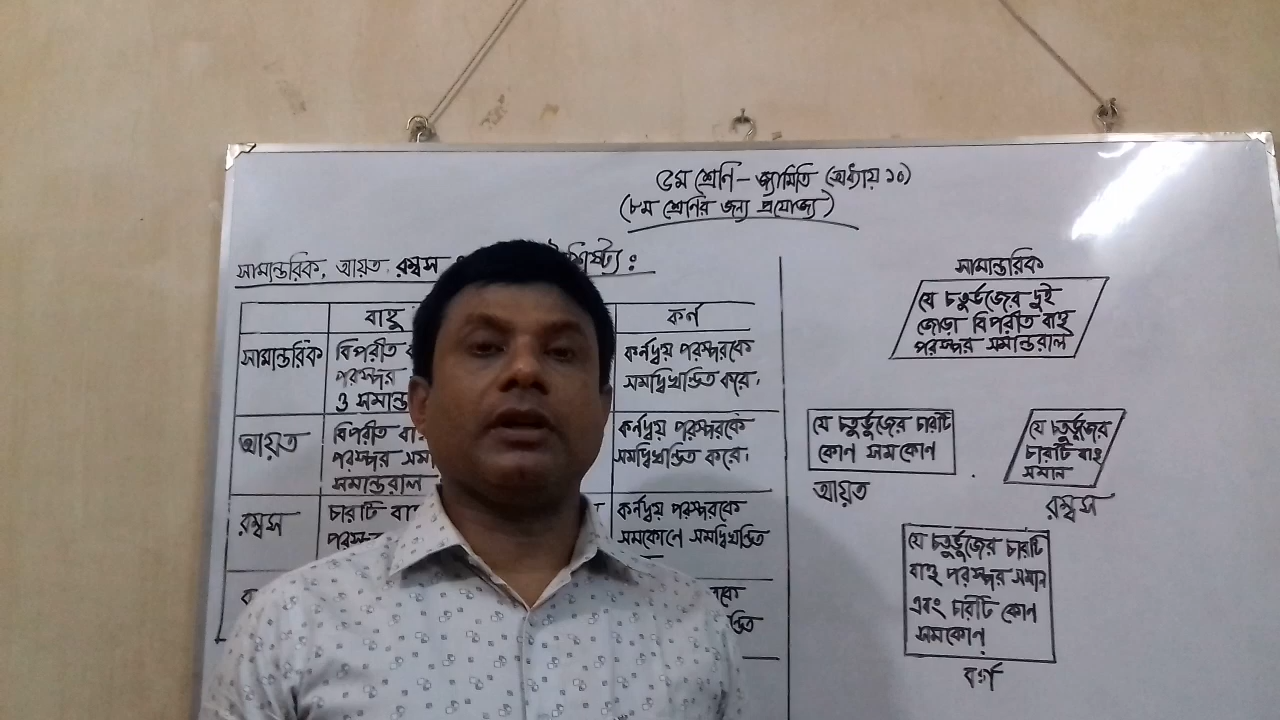 ৫ম শ্রেণি - জ্যামিতি (অধ্যায় ১০)
(৮ম শ্রেণির জন্য প্রযোজ্য)
সামান্তরিক, আয়ত, রম্বস
বাহু
কর্ন
সামান্তরিক
বিপরীত
পরস্পর
ও
কর্নদ্বয় পরস্পরকে
সমদ্বিখন্ডিত করে।
আয়ত
বিপরীত
পরস্পর
সমান্তরাল
কর্নদ্বয় পরস্পরকে
সমদ্বিখন্ডিত করে।
রম্বস
চারটি
কর্নদ্বয় পরস্পরকে
সমকোনে সমদ্বিখন্ডিত
সামান্তরিক
যে চতুর্ভুজের দুই
জোড়া বিপরীত বাহু
পরস্পর সমান্তরাল
যে চতুর্ভুজের চারটি
কোন সমকোন
আয়ত
যে চতুর্ভুজের
চারটি বাহু
সমান
রম্বস
যে চতুর্ভুজের চারটি
বাহু পরস্পর সমান
এবং চারটি কোন
সমকোন
বর্গ